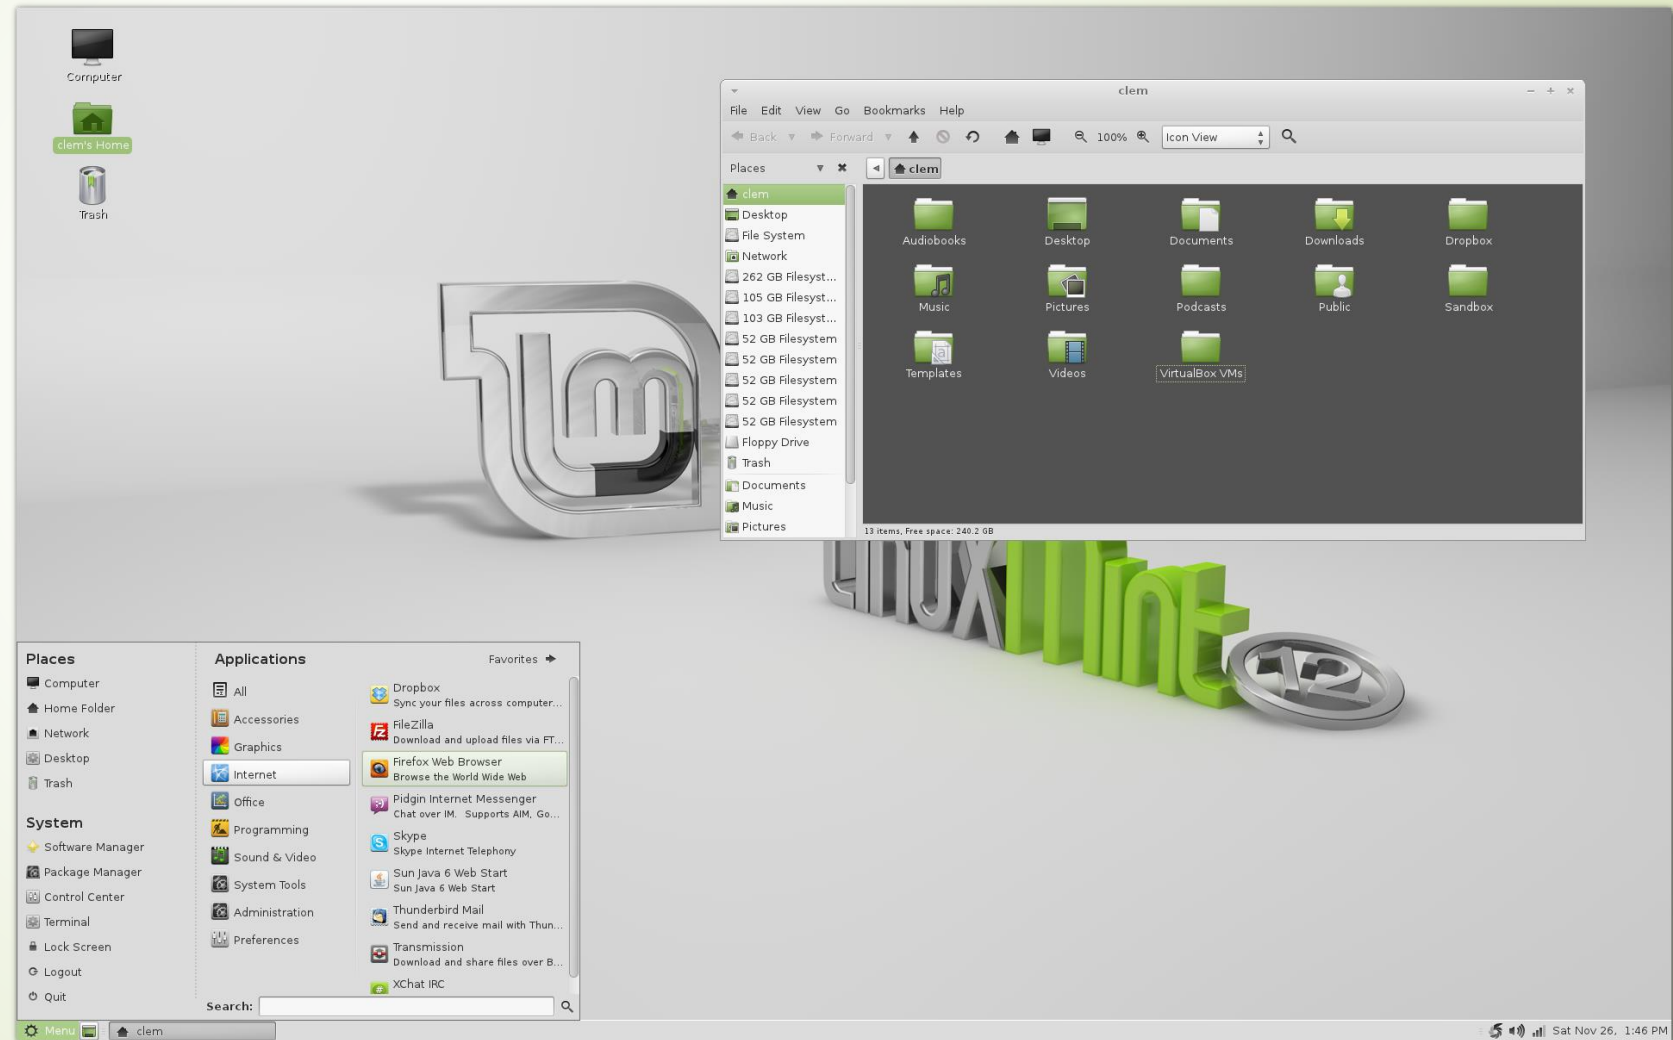 Computer
clem's Home
Trash
clem
File Edit View Go Bookmarks Help
Back Forward 100% Icon View
Places clem
clem
Desktop
File System
Network
262 GB Filesyst...
105 GB Filesyst...
103 GB Filesyst...
52 GB Filesystem
52 GB Filesystem
52 GB Filesystem
52 GB Filesystem
52 GB Filesystem
Floppy Drive
Trash
Documents
Music
Pictures
Audiobooks Desktop Documents Downloads Dropbox
Music Pictures Podcasts Public Sandbox
Templates Videos VirtualBox VMs
13 items, Free space: 240.2 GB
Linux Mint 12
Places
Computer
Home Folder
Network
Desktop
Trash
System
Software Manager
Package Manager
Control Center
Terminal
Lock Screen
Logout
Quit
Applications Favorites
All
Accessories
Graphics
Internet
Office
Programming
Sound & Video
System Tools
Administration
Preferences
Dropbox
Sync your files across computer...
FileZilla
Download and upload files via FT...
Firefox Web Browser
Browse the World Wide Web
Pidgin Internet Messenger
Chat over IM. Supports AIM, Go...
Skype
Skype Internet Telephony
Sun Java 6 Web Start
Sun Java 6 Web Start
Thunderbird Mail
Send and receive mail with Thun...
Transmission
Download and share files over B...
XChat IRC
Search:
Menu clem Sat Nov 26, 1:46 PM